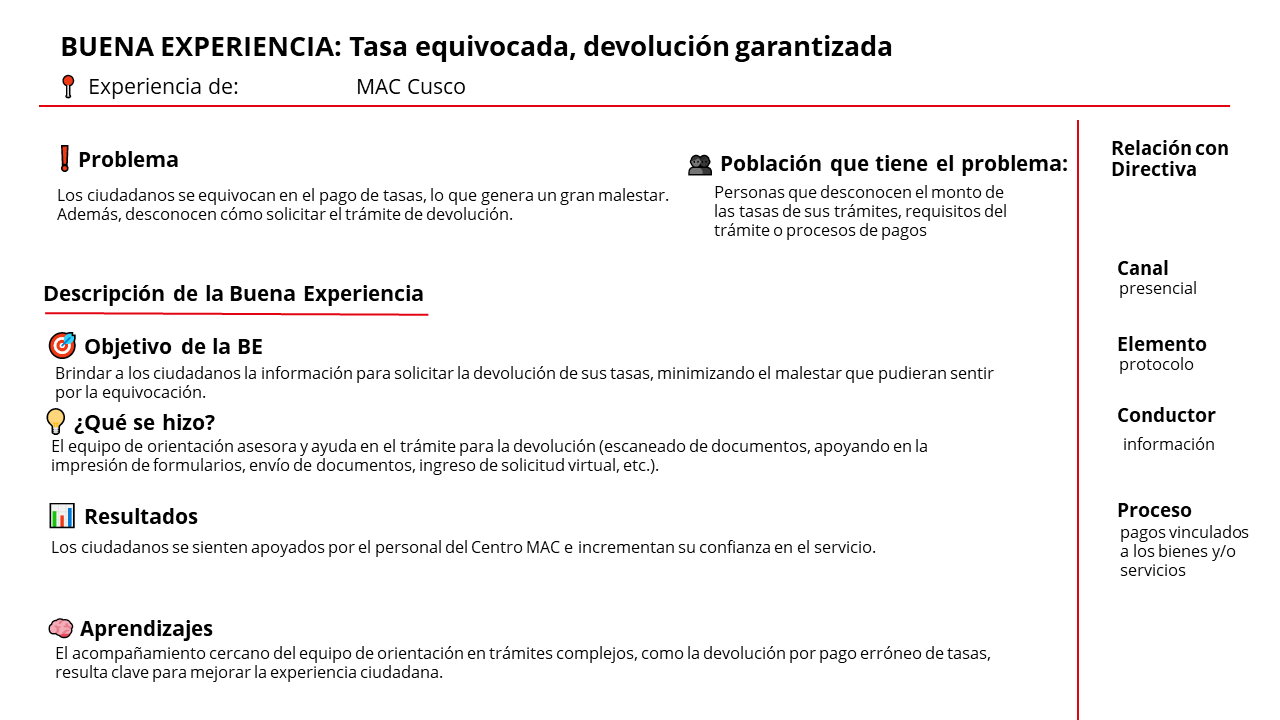 BUENA EXPERIENCIA: Tasa equivocada, devolución garantizada
Experiencia de: MAC Cusco
Problema
Los ciudadanos se equivocan en el pago de tasas, lo que genera un gran malestar.
Además, desconocen cómo solicitar el trámite de devolución.
Población que tiene el problema:
Personas que desconocen el monto de
las tasas de sus trámites, requisitos del
trámite o procesos de pagos
Descripción de la Buena Experiencia
Objetivo de la BE
Brindar a los ciudadanos la información para solicitar la devolución de sus tasas, minimizando el malestar que pudieran sentir
por la equivocación.
¿Qué se hizo?
El equipo de orientación asesora y ayuda en el trámite para la devolución (escaneado de documentos, apoyando en la
impresión de formularios, envío de documentos, ingreso de solicitud virtual, etc.).
Resultados
Los ciudadanos se sienten apoyados por el personal del Centro MAC e incrementan su confianza en el servicio.
Aprendizajes
El acompañamiento cercano del equipo de orientación en trámites complejos, como la devolución por pago erróneo de tasas,
resulta clave para mejorar la experiencia ciudadana.
Relación con
Directiva
Canal
presencial
Elemento
protocolo
Conductor
información
Proceso
pagos vinculados
a los bienes y/o
servicios